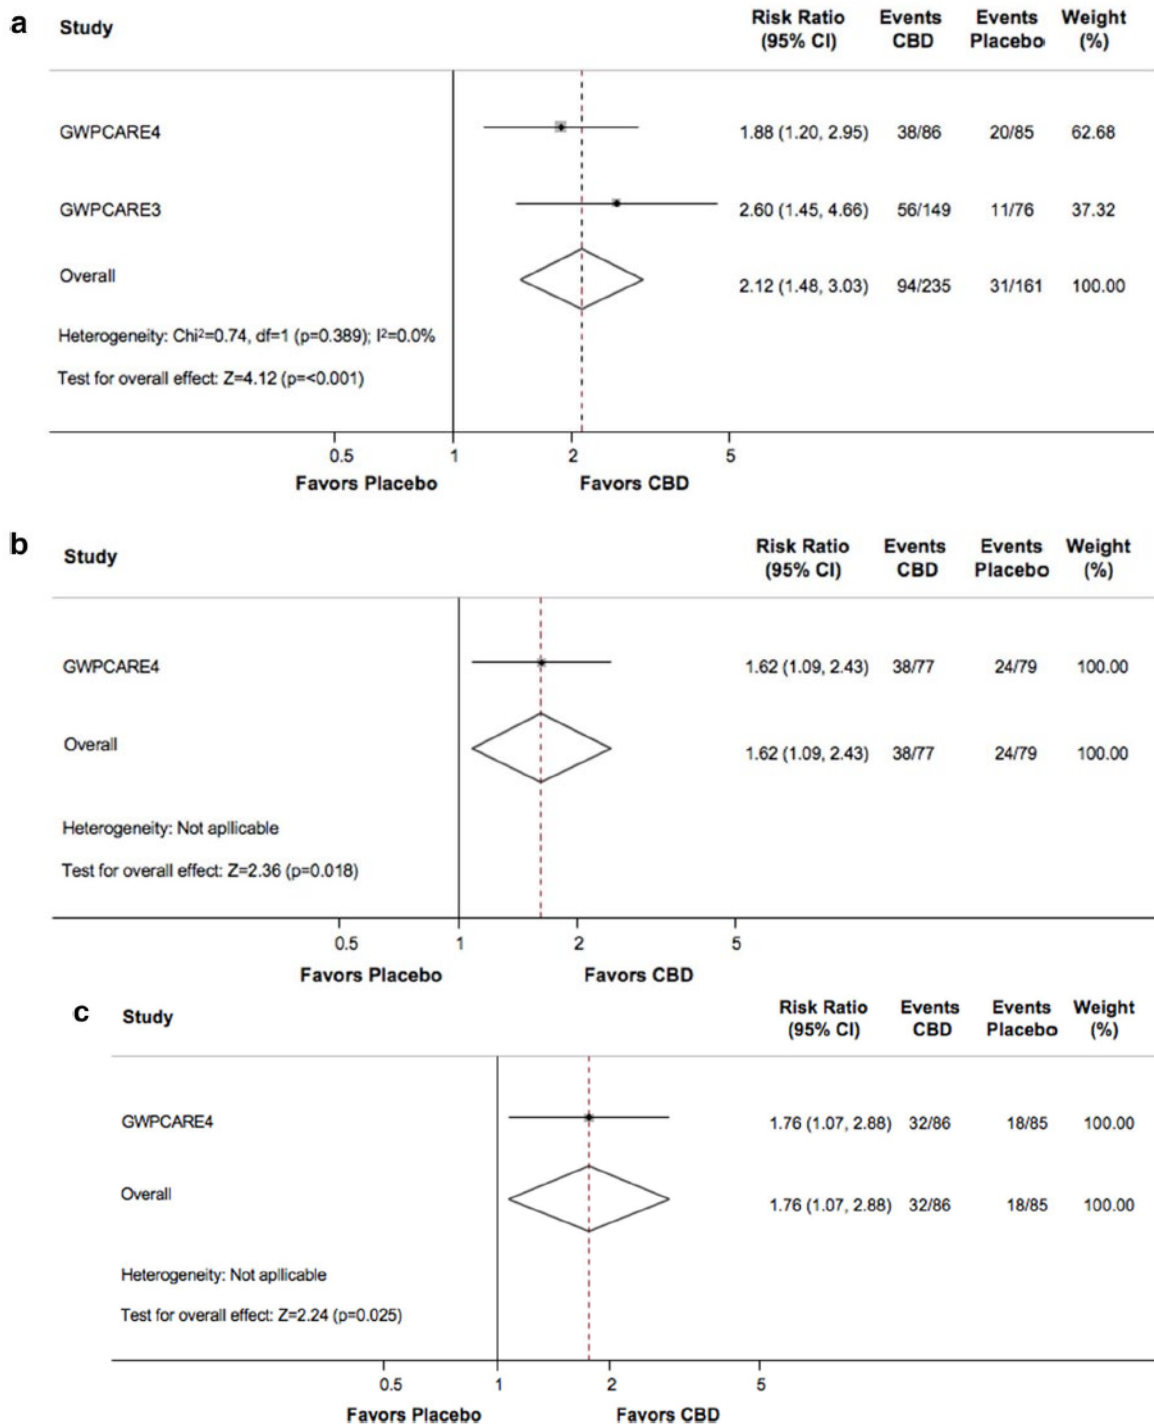 a
Study Risk Ratio Events Events Weight
(95% CI) CBD Placebo (%)
GWPCARE4 1.88 (1.20, 2.95) 38/86 20/85 62.68
GWPCARE3 2.60 (1.45, 4.66) 56/149 11/76 37.32
Overall 2.12 (1.48, 3.03) 94/235 31/161 100.00
Heterogeneity: Chi²=0.74, df=1 (p=0.389); I²=0.0%
Test for overall effect: Z=4.12 (p=<0.001)
0.5 1 2 5
Favors Placebo Favors CBD
b
Study Risk Ratio Events Events Weight
(95% CI) CBD Placebo (%)
GWPCARE4 1.62 (1.09, 2.43) 38/77 24/79 100.00
Overall 1.62 (1.09, 2.43) 38/77 24/79 100.00
Heterogeneity: Not apllicable
Test for overall effect: Z=2.36 (p=0.018)
0.5 1 2 5
Favors Placebo Favors CBD
c
Study Risk Ratio Events Events Weight
(95% CI) CBD Placebo (%)
GWPCARE4 1.76 (1.07, 2.88) 32/86 18/85 100.00
Overall 1.76 (1.07, 2.88) 32/86 18/85 100.00
Heterogeneity: Not apllicable
Test for overall effect: Z=2.24 (p=0.025)
0.5 1 2 5
Favors Placebo Favors CBD